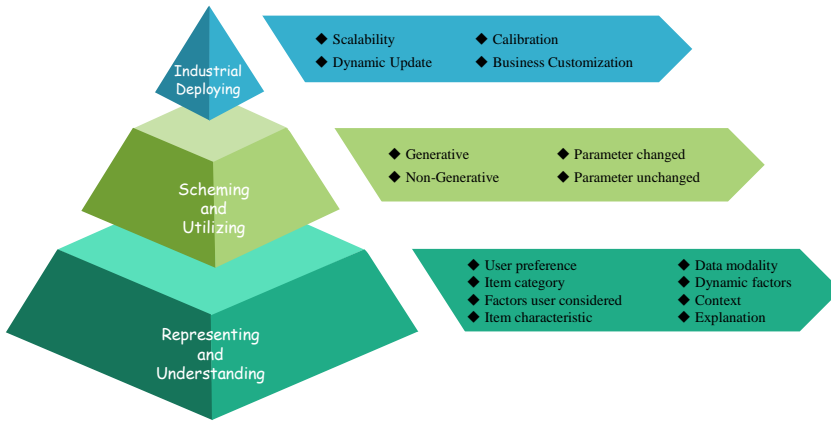 Industrial
Deploying
◆ Scalability
◆ Calibration
◆ Dynamic Update
◆ Business Customization
Scheming
and
Utilizing
◆ Generative
◆ Parameter changed
◆ Non-Generative
◆ Parameter unchanged
Representing
and
Understanding
◆ User preference
◆ Data modality
◆ Item category
◆ Dynamic factors
◆ Factors user considered
◆ Context
◆ Item characteristic
◆ Explanation